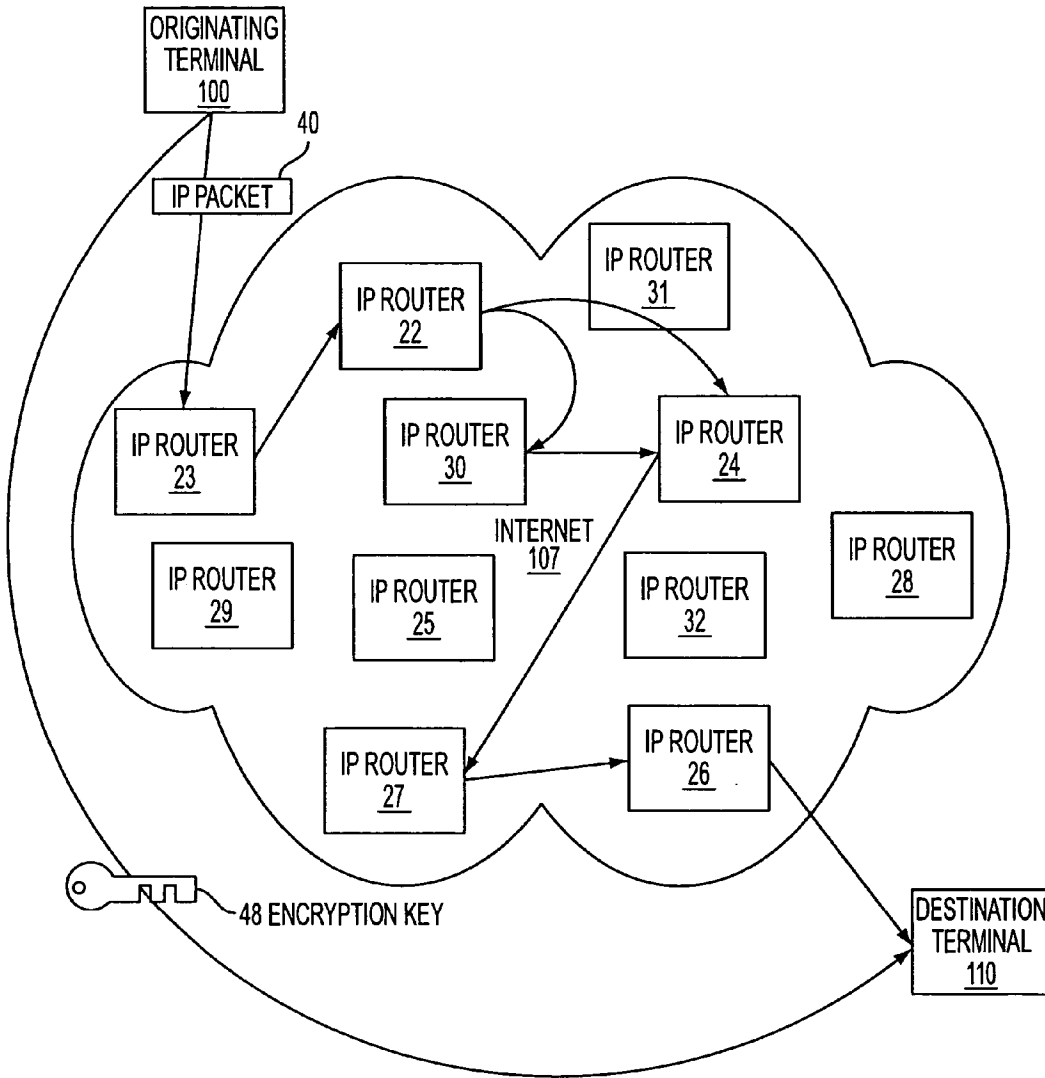 ORIGINATING
TERMINAL
100
40
IP PACKET
IP ROUTER
31
IP ROUTER
22
IP ROUTER
23
IP ROUTER
30
IP ROUTER
24
INTERNET
107
IP ROUTER
29
IP ROUTER
25
IP ROUTER
32
IP ROUTER
28
IP ROUTER
27
IP ROUTER
26
48 ENCRYPTION KEY
DESTINATION
TERMINAL
110